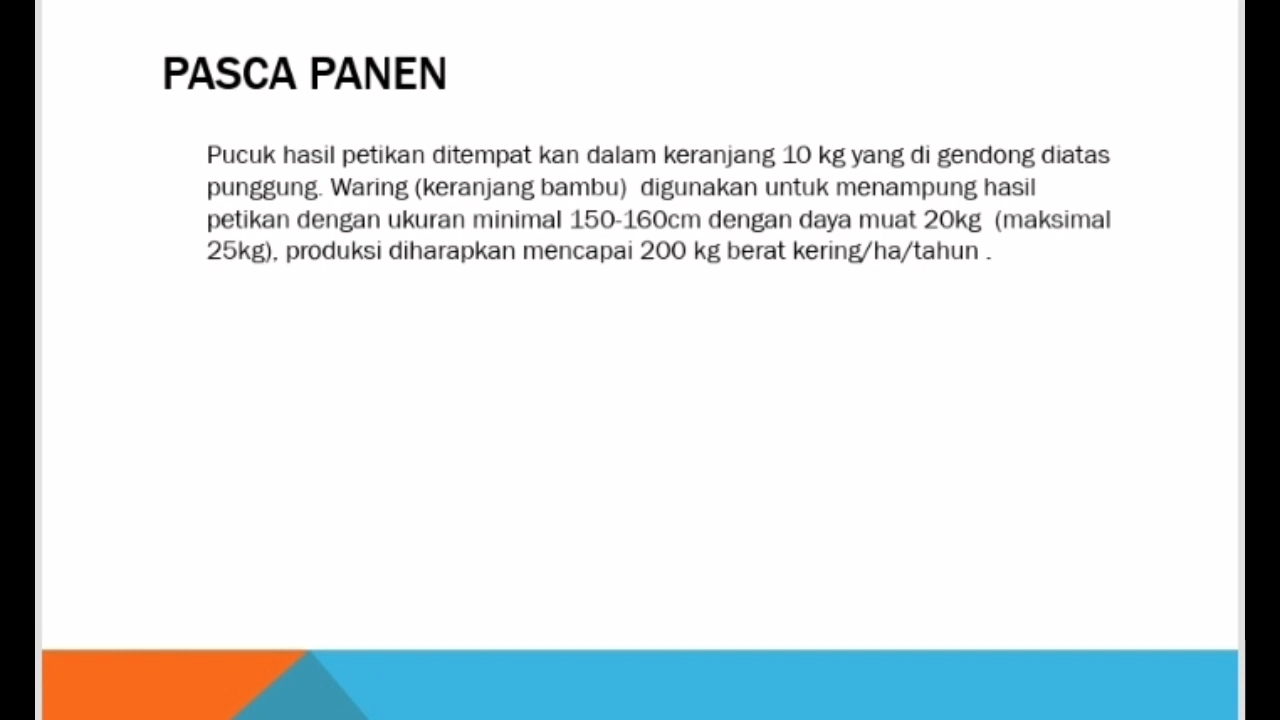 PASCA PANEN
Pucuk hasil petikan ditempat kan dalam keranjang 10 kg yang di gendong diatas
punggung. Waring (keranjang bambu)  digunakan untuk menampung hasil
petikan dengan ukuran minimal 150-160cm dengan daya muat 20kg  (maksimal
25kg), produksi diharapkan mencapai 200 kg berat kering/ha/tahun .